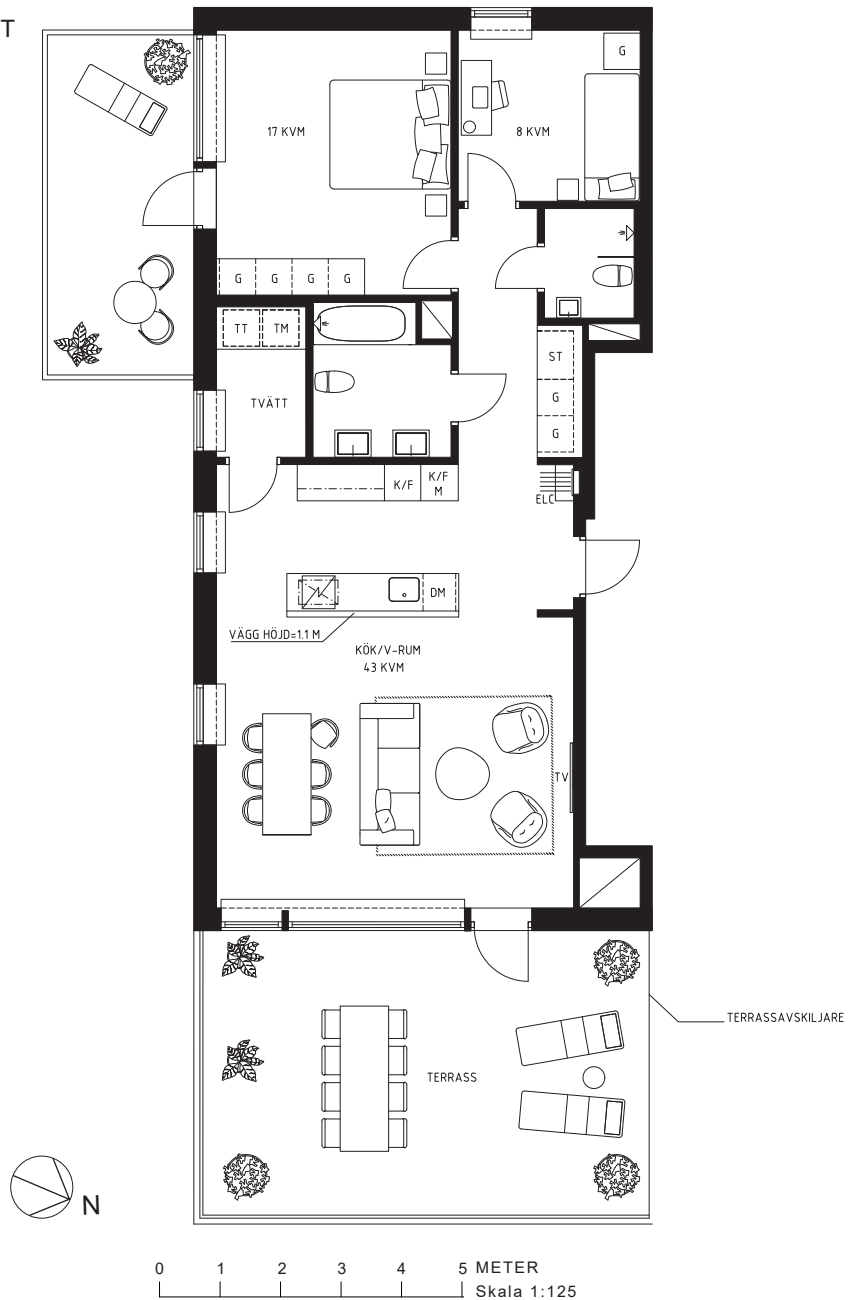 T
G
17 KVM
8 KVM
G G G G
TT TM
ST
G
G
TVÄTT
K/F
K/F
M
ELC
DM
VÄGG HÖJD=1.1 M
KÖK/V-RUM
43 KVM
TV
TERRASSAVSKILJARE
TERRASS
N
0 1 2 3 4 5 METER
Skala 1:125